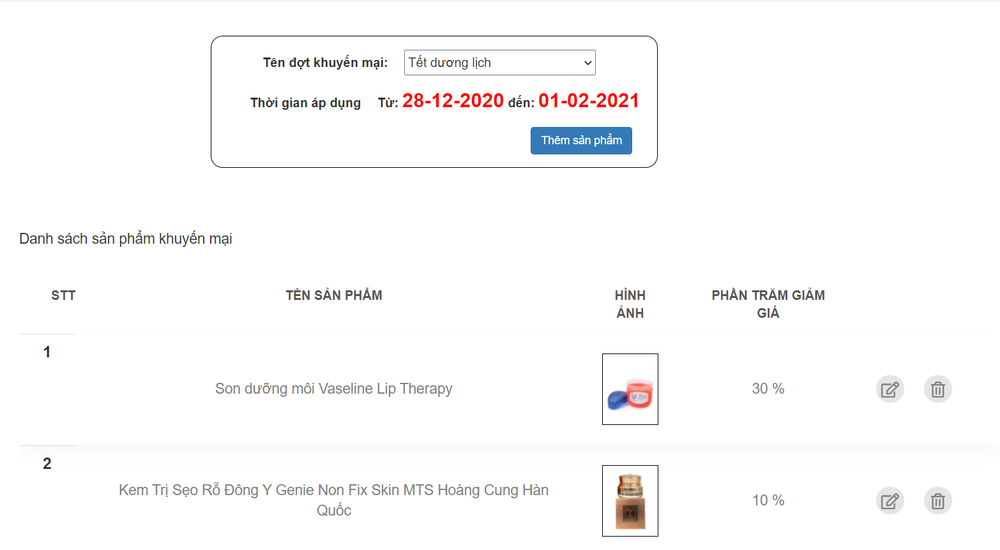 Tên đợt khuyến mại: Tết dương lịch
Thời gian áp dụng Từ: 28-12-2020 đến: 01-02-2021
Thêm sản phẩm
Danh sách sản phẩm khuyến mại
STT TÊN SẢN PHẨM HÌNH ẢNH PHẦN TRĂM GIẢM GIÁ
1 Son dưỡng môi Vaseline Lip Therapy 30 %
2 Kem Trị Sẹo Rỗ Đông Y Genie Non Fix Skin MTS Hoàng Cung Hàn
Quốc 10 %